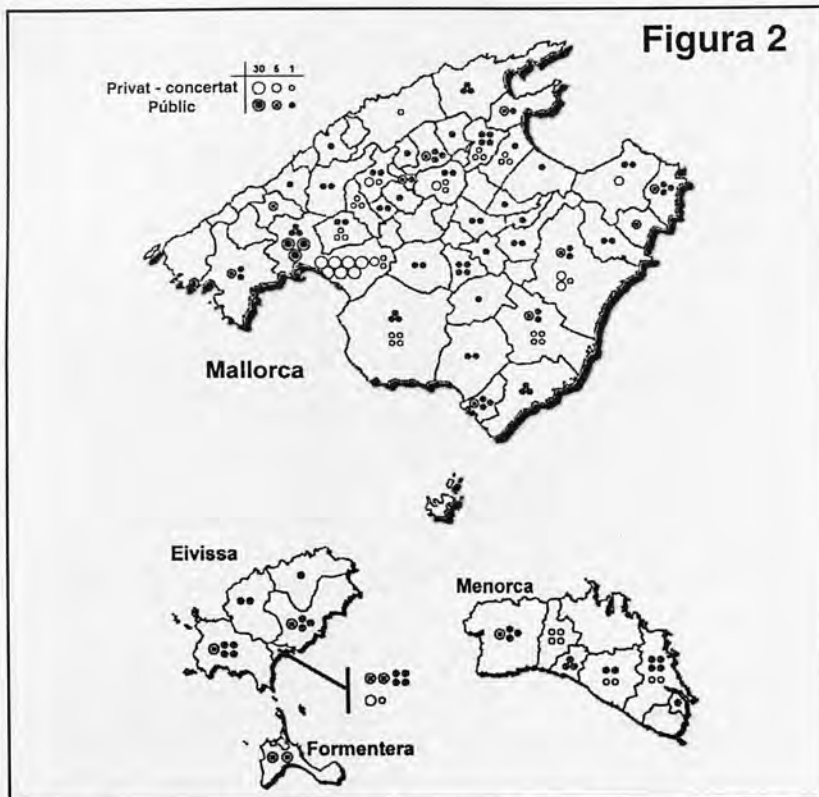 Figura 2
30 5 1
Privat - concertat
Públic
Mallorca
Eivissa
Menorca
Formentera